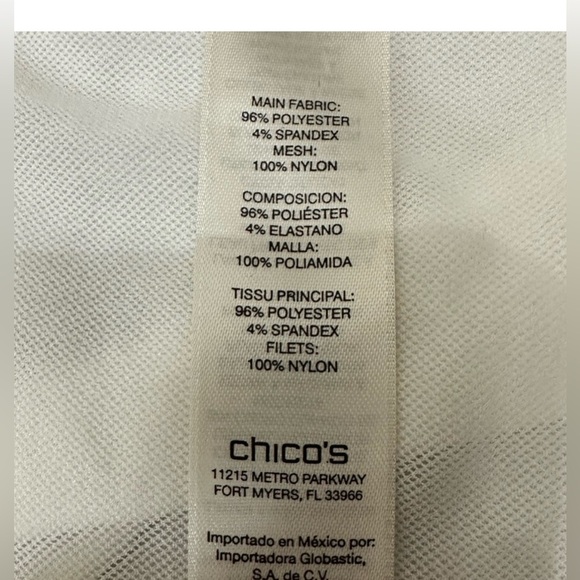 MAIN FABRIC:
96% POLYESTER
4% SPANDEX
MESH:
100% NYLON
COMPOSICION:
96% POLIÉSTER
4% ELASTANO
MALLA:
100% POLIAMIDA
TISSU PRINCIPAL:
96% POLYESTER
4% SPANDEX
FILETS:
100% NYLON
chico's
11215 METRO PARKWAY
FORT MYERS, FL 33966
Importado en México por:
Importadora Globastic,
S.A. de C.V.